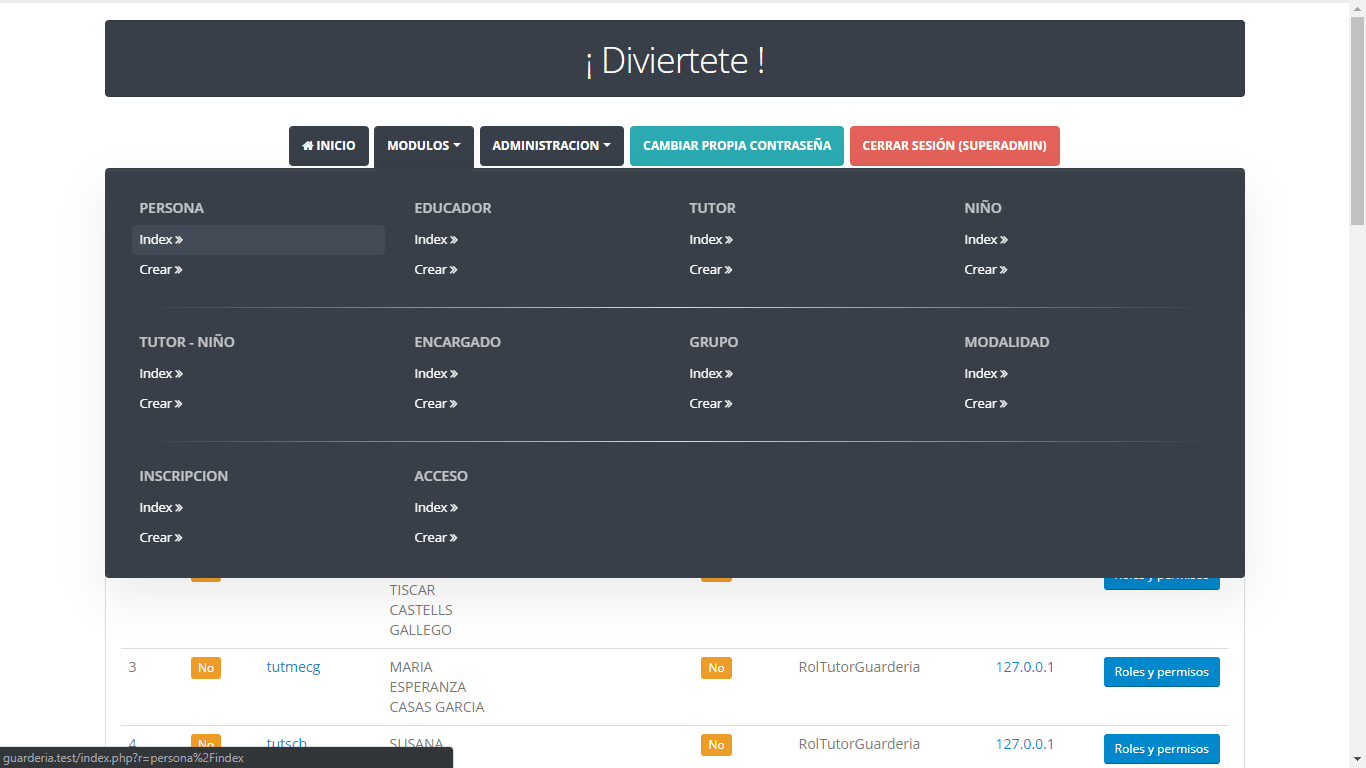 ¡ Diviertete !
INICIO MODULOS ADMINISTRACION CAMBIAR PROPIA CONTRASEÑA CERRAR SESIÓN (SUPERADMIN)
PERSONA EDUCADOR TUTOR NIÑO
Index » Index » Index » Index »
Crear » Crear » Crear » Crear »
TUTOR - NIÑO ENCARGADO GRUPO MODALIDAD
Index » Index » Index » Index »
Crear » Crear » Crear » Crear »
INSCRIPCION ACCESO
Index » Index »
Crear » Crear »
Roles y permisos
TISCAR
CASTELLS
GALLEGO
3 No tutmecg MARIA No RolTutorGuarderia 127.0.0.1 Roles y permisos
ESPERANZA
CASAS GARCIA
4 No tutsch SUSANA No RolTutorGuarderia 127.0.0.1 Roles y permisos
guarderia.test/index.php?r=persona%2Findex